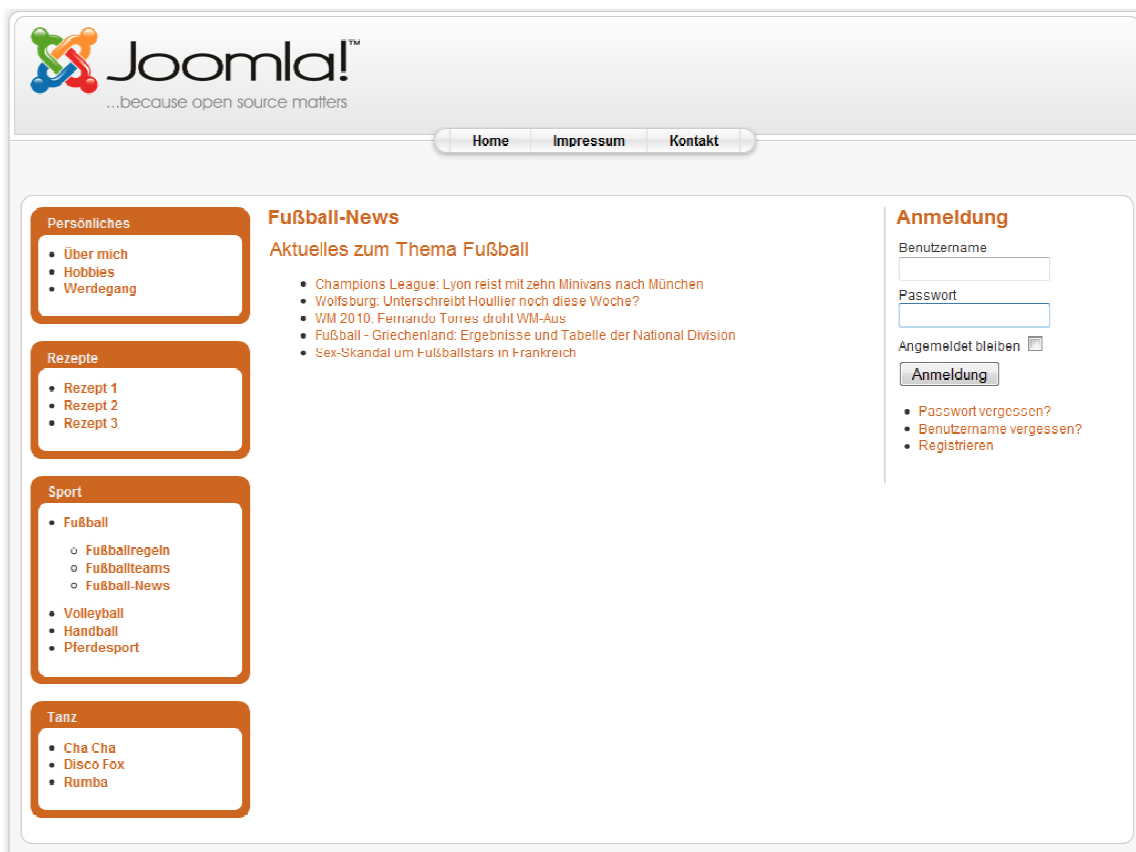 Joomla!™
...because open source matters
Home Impressum Kontakt
Persönliches
Über mich
Hobbies
Werdegang
Rezepte
Rezept 1
Rezept 2
Rezept 3
Sport
Fußball
Fußballregeln
Fußballteams
Fußball-News
Volleyball
Handball
Pferdesport
Tanz
Cha Cha
Disco Fox
Rumba
Fußball-News
Aktuelles zum Thema Fußball
Champions League: Lyon reist mit zehn Minivans nach München
Wolfsburg: Unterschreibt Houllier noch diese Woche?
WM 2010: Fernando Torres droht WM-Aus
Fußball - Griechenland: Ergebnisse und Tabelle der National Division
Sex-Skandal um Fußballstars in Frankreich
Anmeldung
Benutzername
Passwort
Angemeldet bleiben
Anmeldung
Passwort vergessen?
Benutzername vergessen?
Registrieren